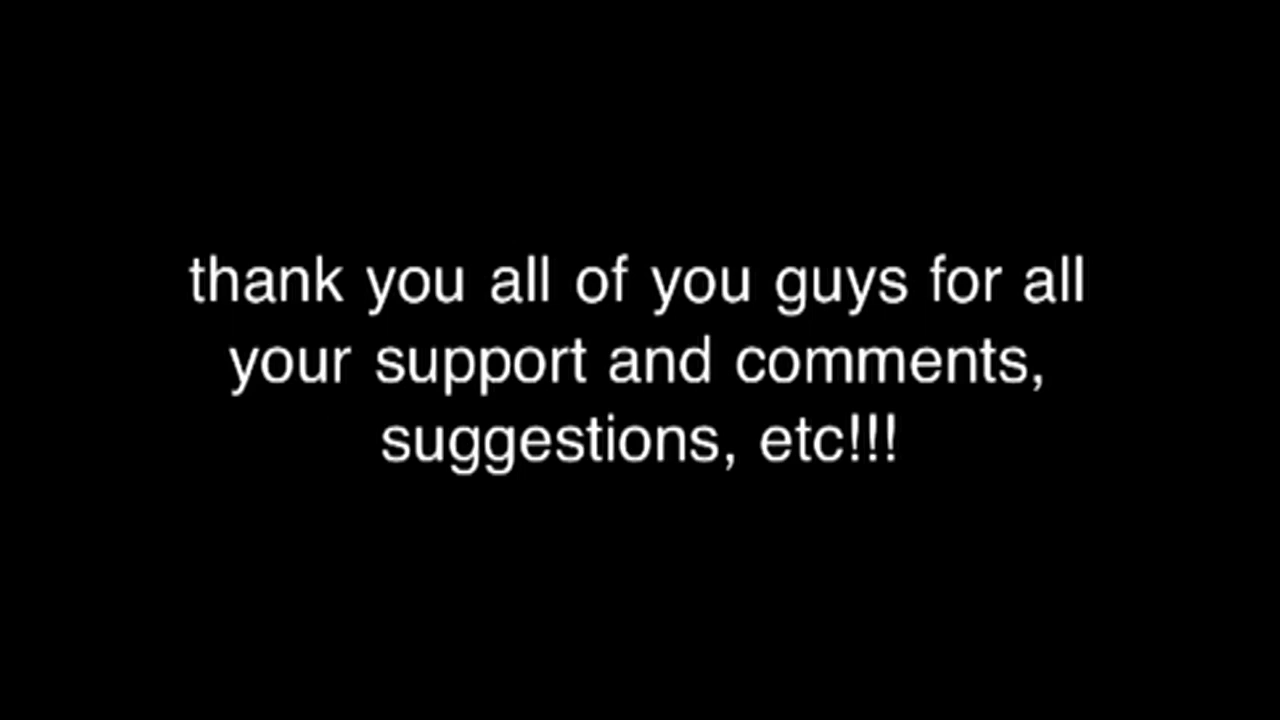 thank you all of you guys for all
your support and comments,
suggestions, etc!!!